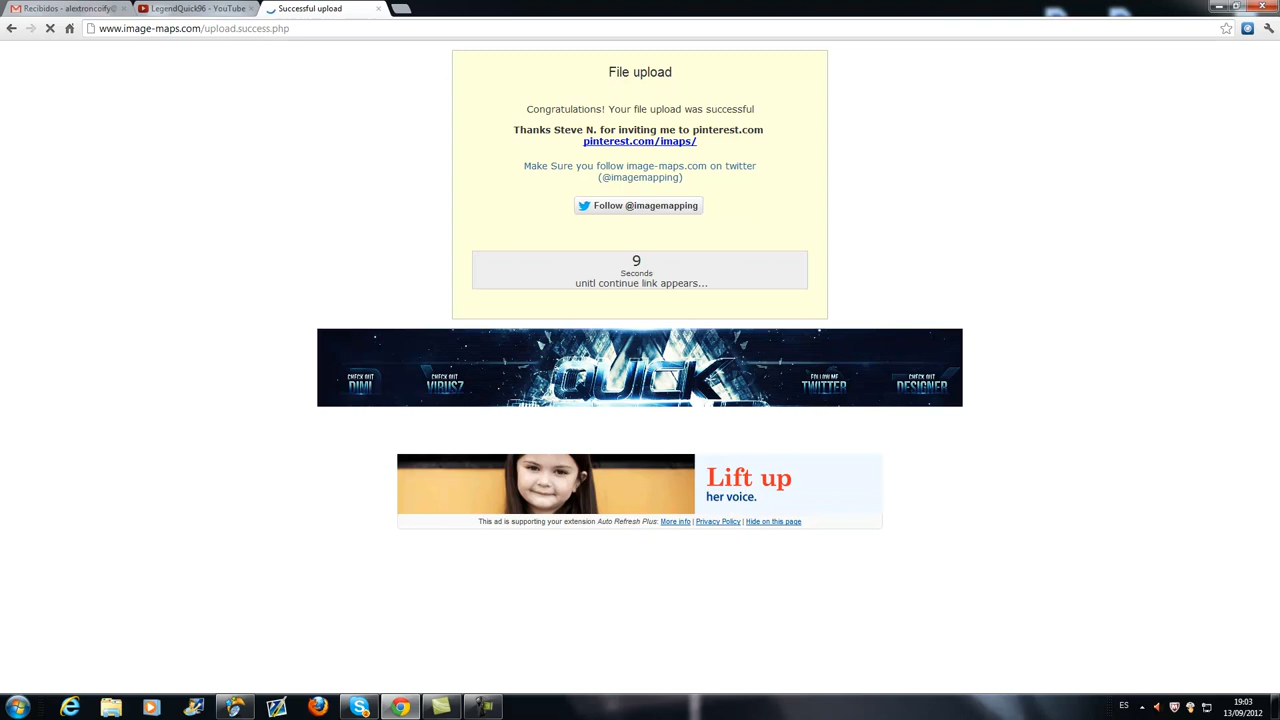 Recibidos - alextroncoify@
LegendQuick96 - YouTube
Successful upload
www.image-maps.com/upload.success.php
File upload
Congratulations! Your file upload was successful
Thanks Steve N. for inviting me to pinterest.com
pinterest.com/imaps/
Make Sure you follow image-maps.com on twitter
(@imagemapping)
Follow @imagemapping
9
Seconds
unitl continue link appears...
CHECK OUT
DIMI
CHECK OUT
VIRUSZ
QUICK
FOLLOW ME
TWITTER
CHECK OUT
DESIGNER
Lift up
her voice.
This ad is supporting your extension Auto Refresh Plus: More info | Privacy Policy | Hide on this page
ES
19:03
13/09/2012